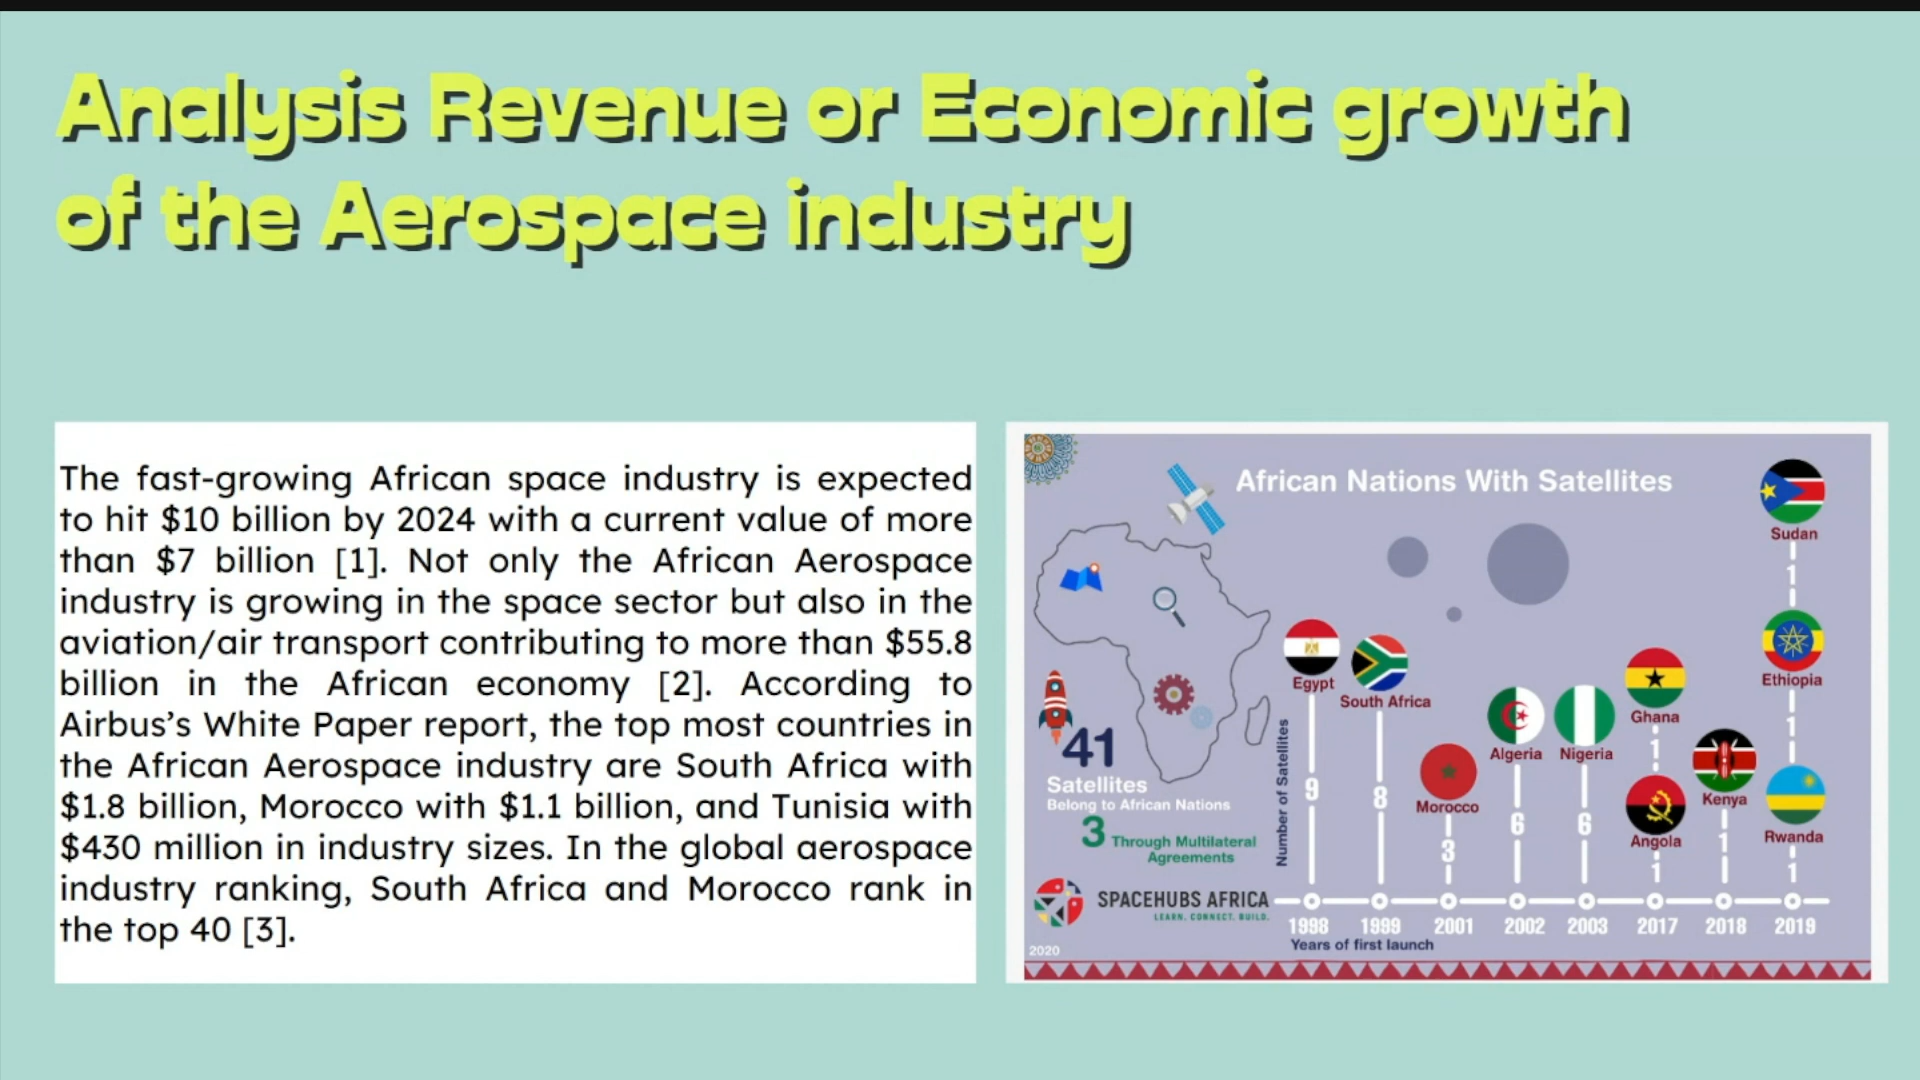 Analysis Revenue or Economic growth
of the Aerospace industry
The fast-growing African space industry is expected
to hit $10 billion by 2024 with a current value of more
than $7 billion [1]. Not only the African Aerospace
industry is growing in the space sector but also in the
aviation/air transport contributing to more than $55.8
billion in the African economy [2]. According to
Airbus’s White Paper report, the top most countries in
the African Aerospace industry are South Africa with
$1.8 billion, Morocco with $1.1 billion, and Tunisia with
$430 million in industry sizes. In the global aerospace
industry ranking, South Africa and Morocco rank in
the top 40 [3].
African Nations With Satellites
41
Satellites
Belong to African Nations
3 Through Multilateral
Agreements
SPACEHUBS AFRICA
LEARN. CONNECT. BUILD.
2020
Number of Satellites
Egypt
9
South Africa
8
Morocco
3
Algeria
6
Nigeria
6
Ghana
1
Angola
1
Kenya
1
Sudan
1
Ethiopia
1
Rwanda
1
1998 1999 2001 2002 2003 2017 2018 2019
Years of first launch